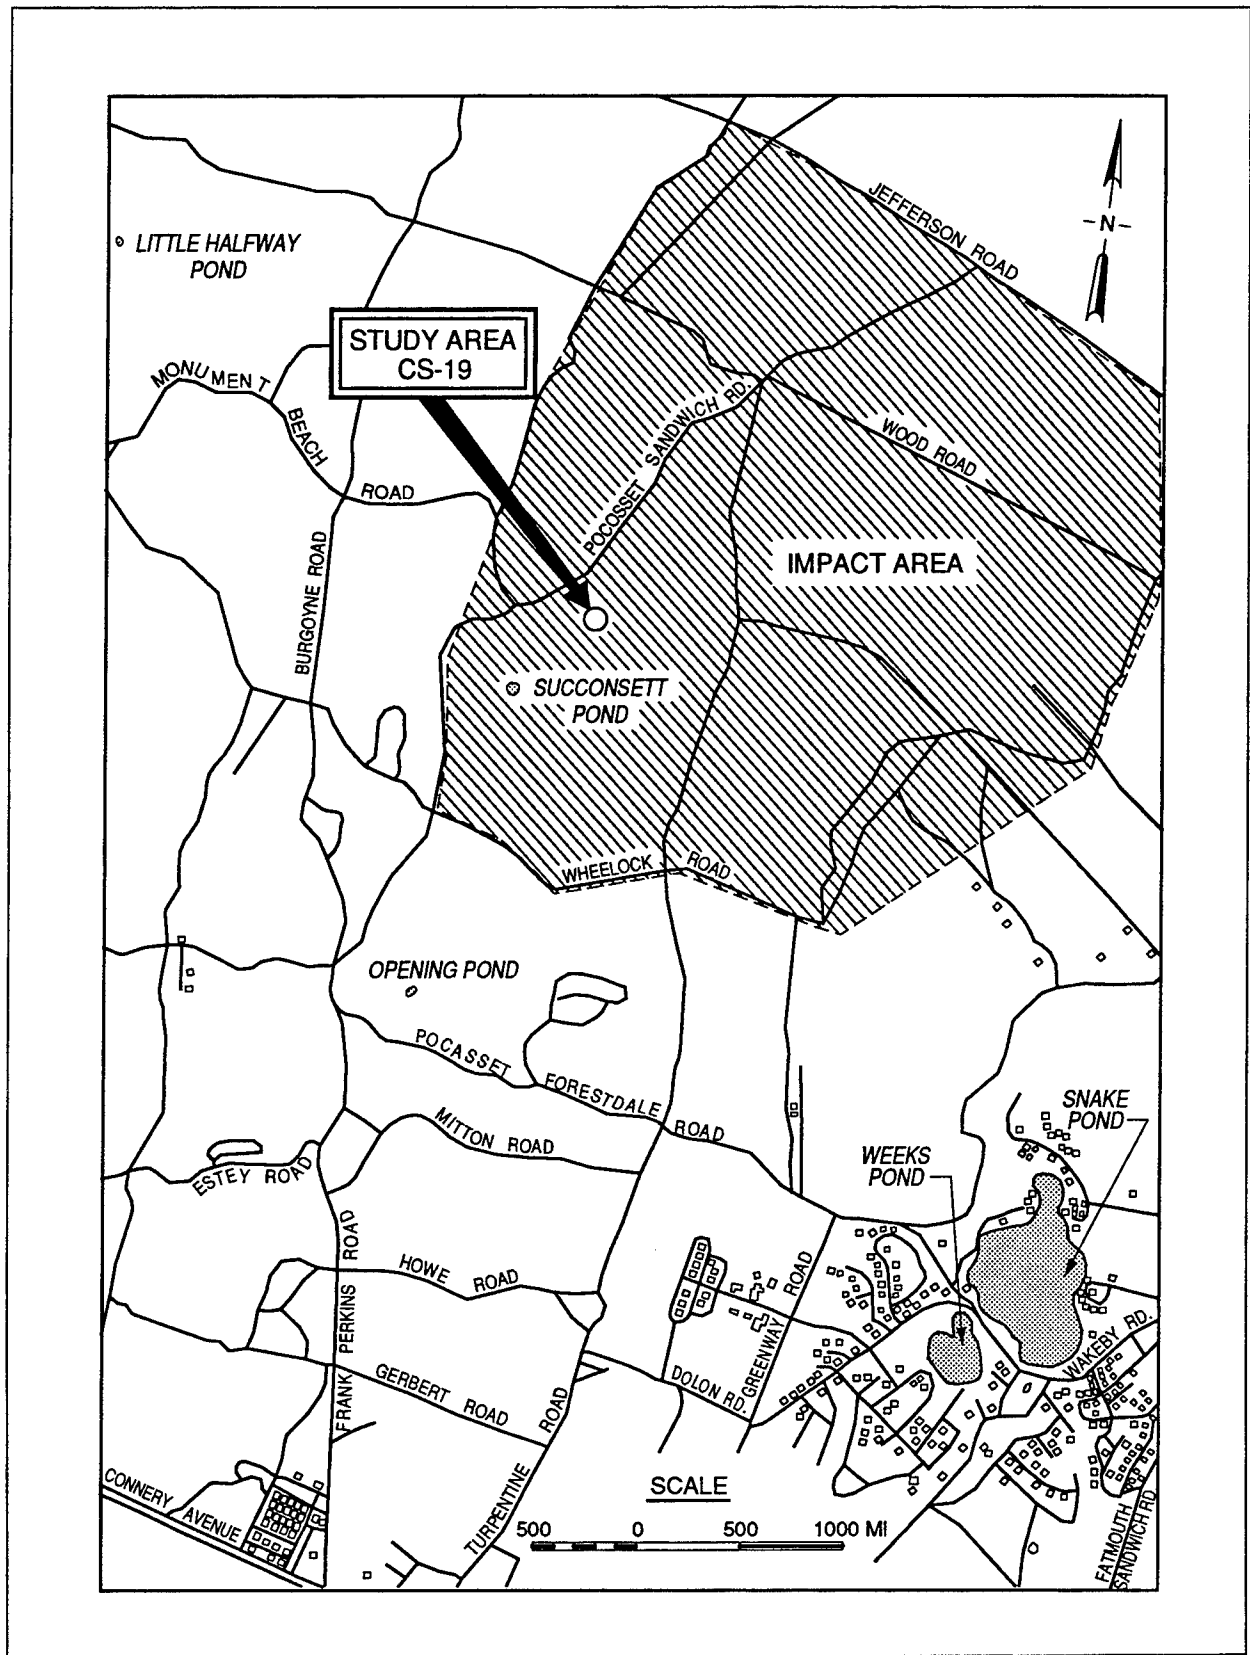 JEFFERSON ROAD
-N-
LITTLE HALFWAY
POND
STUDY AREA
CS-19
MONUMENT
BEACH
ROAD
POCOSSET SANDWICH RD.
WOOD ROAD
IMPACT AREA
BURGOYNE ROAD
SUCCONSETT
POND
WHEELOCK ROAD
OPENING POND
POCASSET
FORESTDALE
ROAD
MITTON ROAD
SNAKE
POND
WEEKS
POND
ESTEY ROAD
HOWE ROAD
FRANK PERKINS ROAD
GREENWAY ROAD
DOLON RD.
WAKEBY RD.
GERBERT ROAD
TURPENTINE ROAD
CONNERY AVENUE
SCALE
500 0 500 1000 MI
FATMOUTH
SANDWICH RD